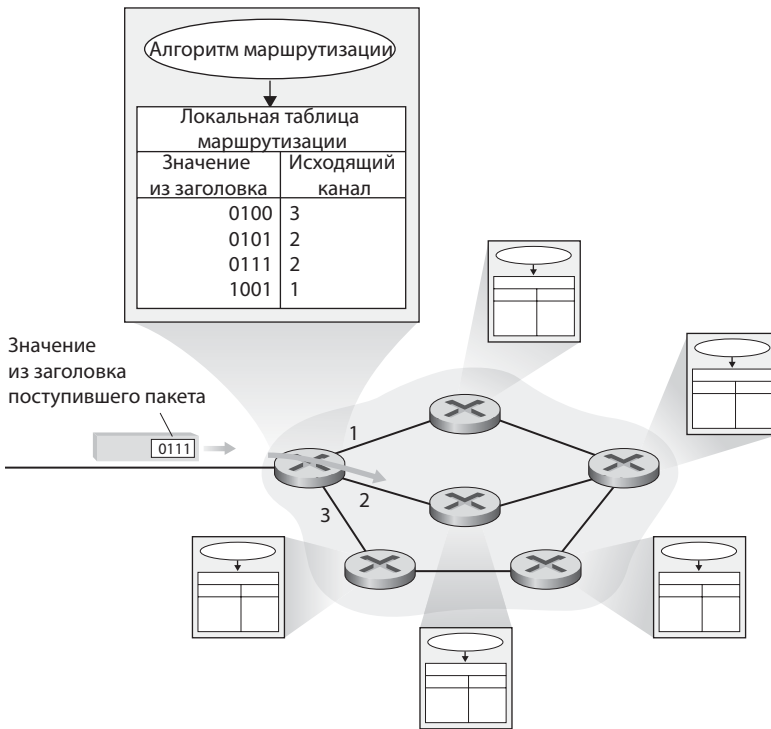 Алгоритм маршрутизации
Локальная таблица
маршрутизации
Значение
из заголовка
Исходящий
канал
0100 3
0101 2
0111 2
1001 1
Значение
из заголовка
поступившего пакета
0111
1
2
3